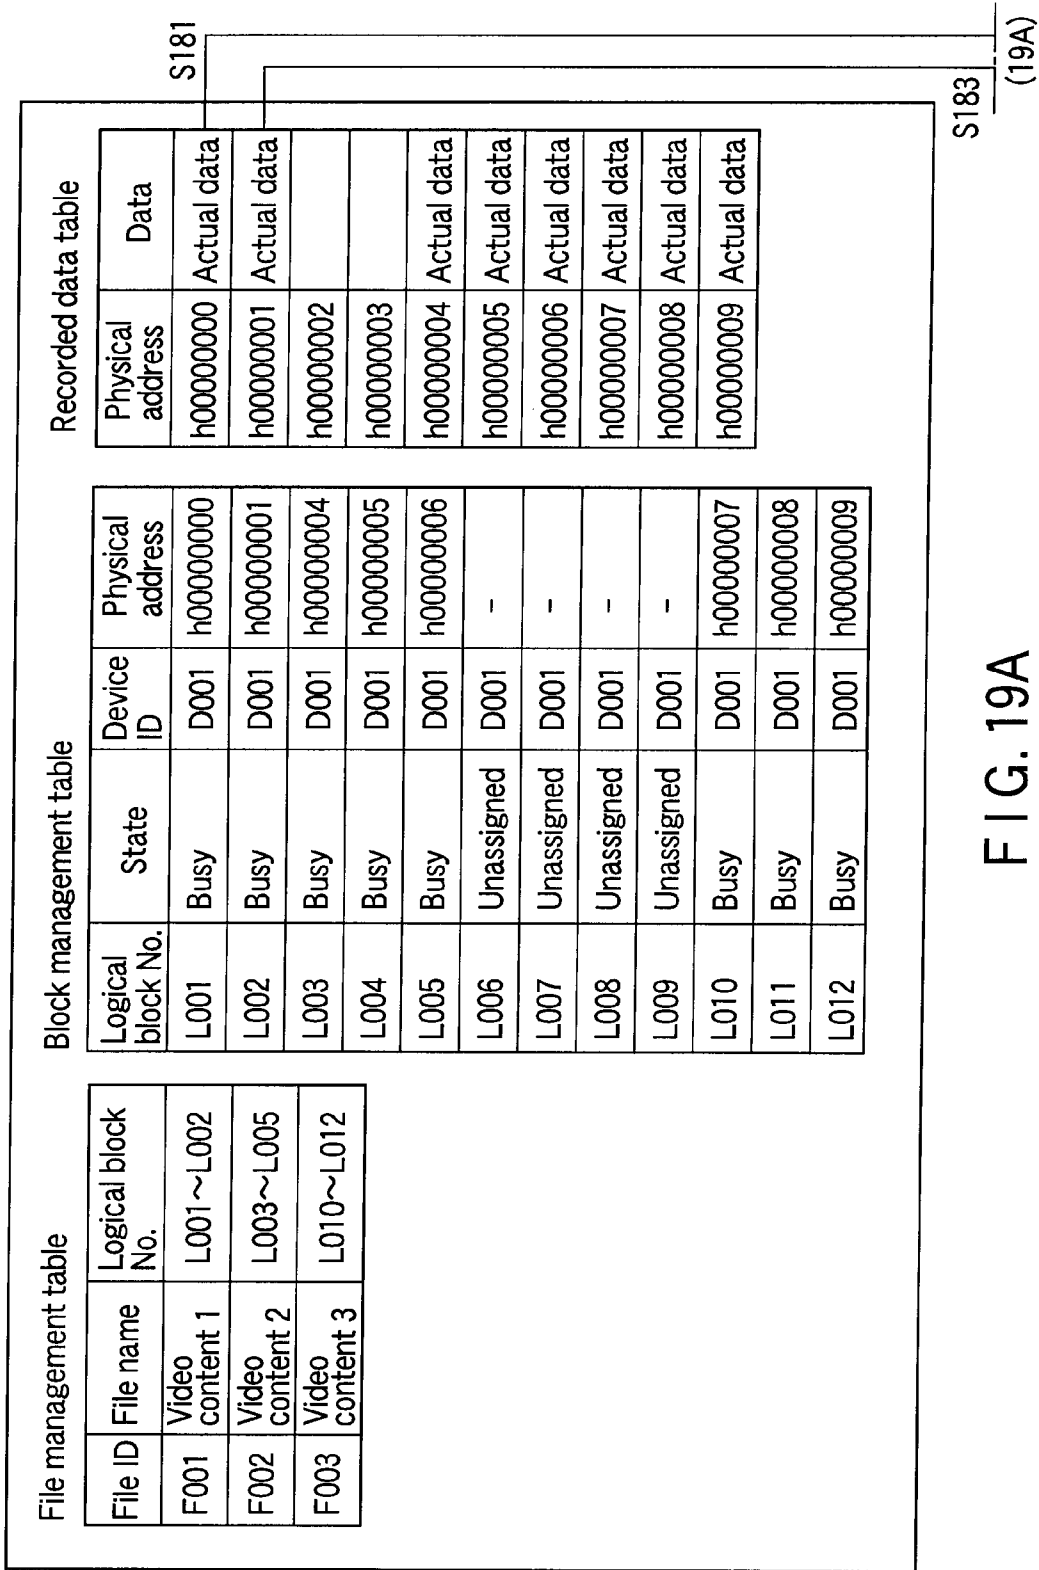 File management table
File ID File name Logical block No.
F001 Video content 1 L001~L002
F002 Video content 2 L003~L005
F003 Video content 3 L010~L012
Block management table
Logical block No. State Device ID Physical address
L001 Busy D001 h00000000
L002 Busy D001 h00000001
L003 Busy D001 h00000004
L004 Busy D001 h00000005
L005 Busy D001 h00000006
L006 Unassigned D001 -
L007 Unassigned D001 -
L008 Unassigned D001 -
L009 Unassigned D001 -
L010 Busy D001 h00000007
L011 Busy D001 h00000008
L012 Busy D001 h00000009
Recorded data table
Physical address Data
h00000000 Actual data
h00000001 Actual data
h00000002
h00000003
h00000004 Actual data
h00000005 Actual data
h00000006 Actual data
h00000007 Actual data
h00000008 Actual data
h00000009 Actual data
S181
S183
(19A)
FIG. 19A